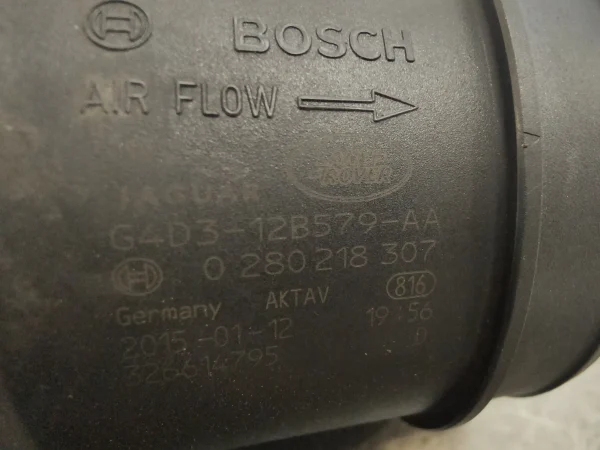 BOSCH
AIR FLOW
LAND ROVER
JAGUAR
G4D3-12B579-AA
0 280 218 307
Germany AKTAV 816
2015-01-12 19:56
326614795